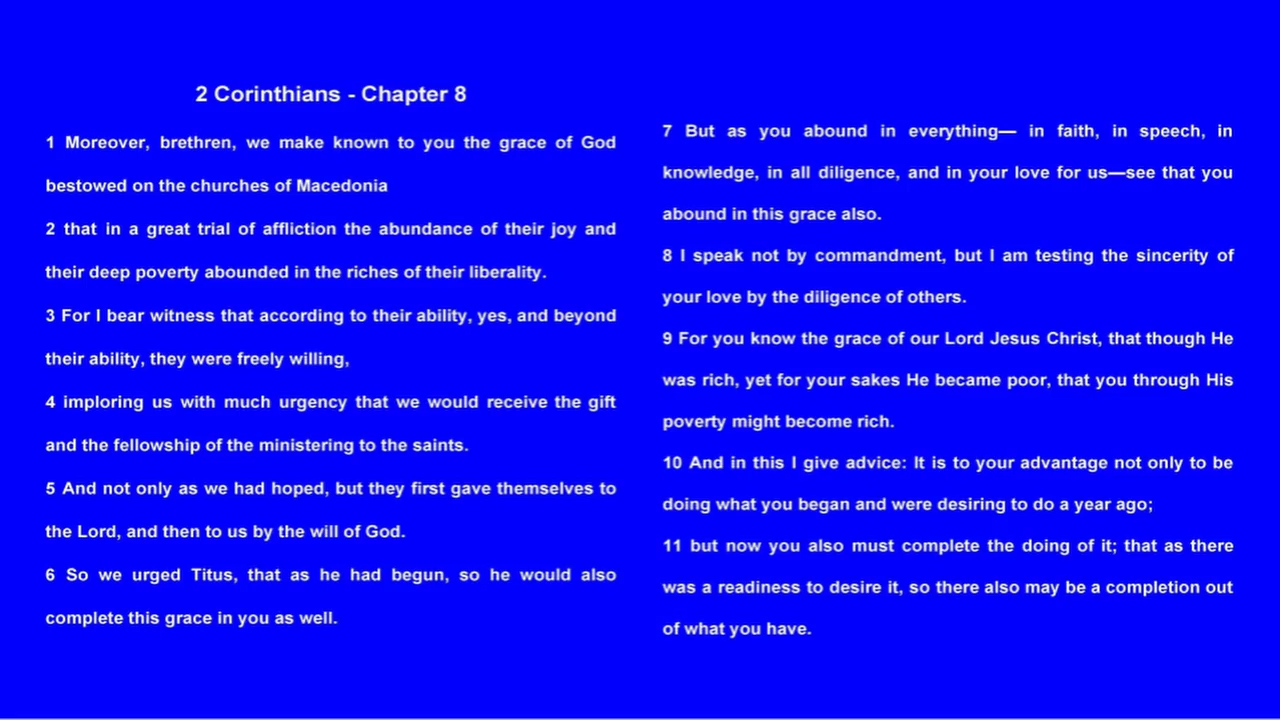 2 Corinthians - Chapter 8
1 Moreover, brethren, we make known to you the grace of God
bestowed on the churches of Macedonia
2 that in a great trial of affliction the abundance of their joy and
their deep poverty abounded in the riches of their liberality.
3 For I bear witness that according to their ability, yes, and beyond
their ability, they were freely willing,
4 imploring us with much urgency that we would receive the gift
and the fellowship of the ministering to the saints.
5 And not only as we had hoped, but they first gave themselves to
the Lord, and then to us by the will of God.
6 So we urged Titus, that as he had begun, so he would also
complete this grace in you as well.
7 But as you abound in everything— in faith, in speech, in
knowledge, in all diligence, and in your love for us—see that you
abound in this grace also.
8 I speak not by commandment, but I am testing the sincerity of
your love by the diligence of others.
9 For you know the grace of our Lord Jesus Christ, that though He
was rich, yet for your sakes He became poor, that you through His
poverty might become rich.
10 And in this I give advice: It is to your advantage not only to be
doing what you began and were desiring to do a year ago;
11 but now you also must complete the doing of it; that as there
was a readiness to desire it, so there also may be a completion out
of what you have.